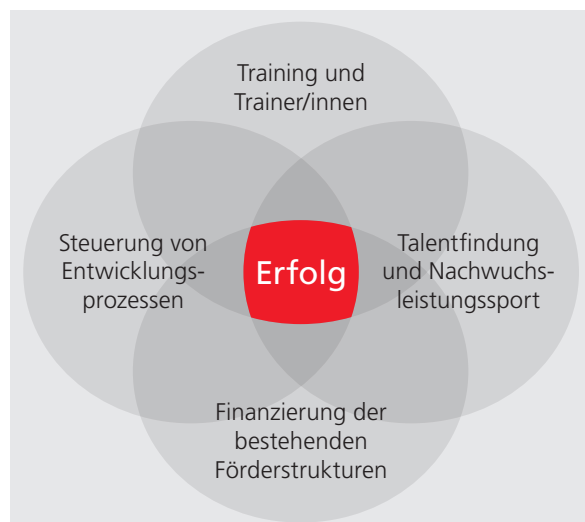 Training und
Trainer/innen
Steuerung von
Entwicklungs-
prozessen
Erfolg
Talentfindung
und Nachwuchs-
leistungssport
Finanzierung der
bestehenden
Förderstrukturen